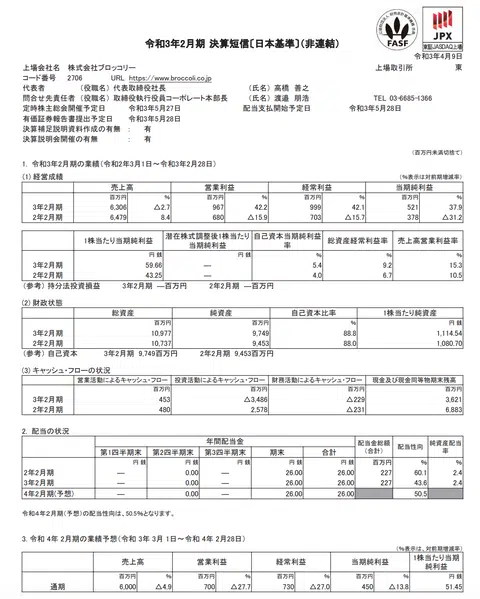 FASF
JPX
東証JASDAQ上場
令和3年2月期 決算短信〔日本基準〕(非連結)
令和3年4月9日
上場会社名 株式会社ブロッコリー 上場取引所 東
コード番号 2706 URL https://www.broccoli.co.jp
代表者 (役職名) 代表取締役社長 (氏名) 高橋 善之
問合せ先責任者 (役職名) 取締役執行役員コーポレート本部長 (氏名) 渡邉 朋浩 TEL 03-6685-1366
定時株主総会開催予定日 令和3年5月27日 配当支払開始予定日 令和3年5月28日
有価証券報告書提出予定日 令和3年5月28日
決算補足説明資料作成の有無 : 有
決算説明会開催の有無 : 有
(百万円未満切捨て)
1. 令和3年2月期の業績(令和2年3月1日~令和3年2月28日)
(1) 経営成績 (%表示は対前期増減率)
売上高 営業利益 経常利益 当期純利益
百万円 % 百万円 % 百万円 % 百万円 %
3年2月期 6,306 △2.7 967 42.2 999 42.1 521 37.9
2年2月期 6,479 8.4 680 △15.9 703 △15.7 378 △31.2
1株当たり当期純利益 潜在株式調整後1株当たり当期純利益 自己資本当期純利益率 総資産経常利益率 売上高営業利益率
円 銭 円 銭 % % %
3年2月期 59.66 — 5.4 9.2 15.3
2年2月期 43.25 — 4.0 6.7 10.5
(参考) 持分法投資損益 3年2月期 —百万円 2年2月期 —百万円
(2) 財政状態
総資産 純資産 自己資本比率 1株当たり純資産
百万円 百万円 % 円 銭
3年2月期 10,977 9,749 88.8 1,114.54
2年2月期 10,737 9,453 88.0 1,080.70
(参考) 自己資本 3年2月期 9,749百万円 2年2月期 9,453百万円
(3) キャッシュ・フローの状況
営業活動によるキャッシュ・フロー 投資活動によるキャッシュ・フロー 財務活動によるキャッシュ・フロー 現金及び現金同等物期末残高
百万円 百万円 百万円 百万円
3年2月期 453 △3,486 △229 3,621
2年2月期 480 2,578 △231 6,883
2. 配当の状況
年間配当金 配当金総額(合計) 配当性向 純資産配当率
第1四半期末 第2四半期末 第3四半期末 期末 合計
円 銭 円 銭 円 銭 円 銭 円 銭 百万円 % %
2年2月期 — 0.00 — 26.00 26.00 227 60.1 2.4
3年2月期 — 0.00 — 26.00 26.00 227 43.6 2.4
4年2月期(予想) — 0.00 — 26.00 26.00 50.5
令和4年2月期(予想)の配当性向は、50.5%となります。
3. 令和 4年 2月期の業績予想(令和 3年 3月 1日~令和 4年 2月28日)
(%表示は、対前期増減率)
売上高 営業利益 経常利益 当期純利益 1株当たり当期純利益
百万円 % 百万円 % 百万円 % 百万円 % 円 銭
通期 6,000 △4.9 700 △27.7 730 △27.0 450 △13.8 51.45